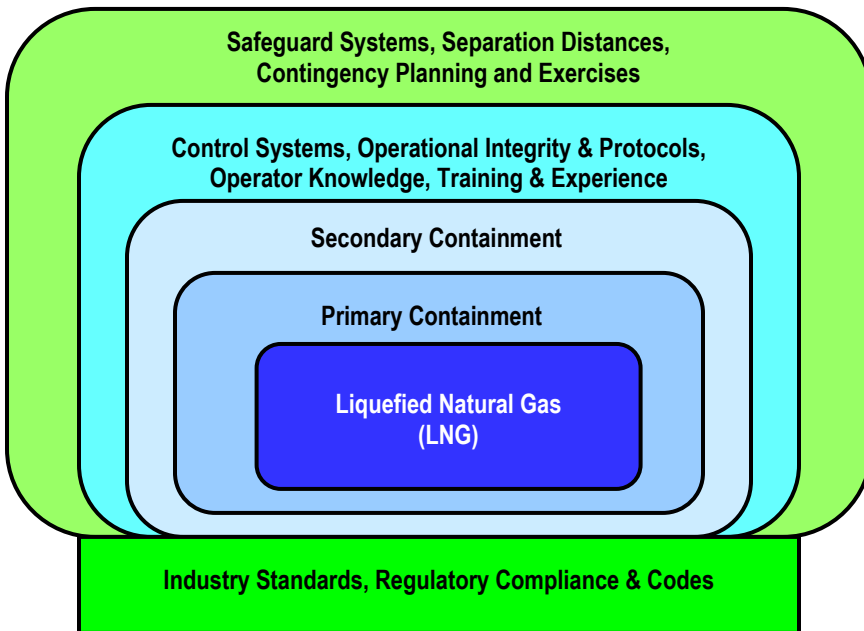 Safeguard Systems, Separation Distances,
Contingency Planning and Exercises
Control Systems, Operational Integrity & Protocols,
Operator Knowledge, Training & Experience
Secondary Containment
Primary Containment
Liquefied Natural Gas
(LNG)
Industry Standards, Regulatory Compliance & Codes